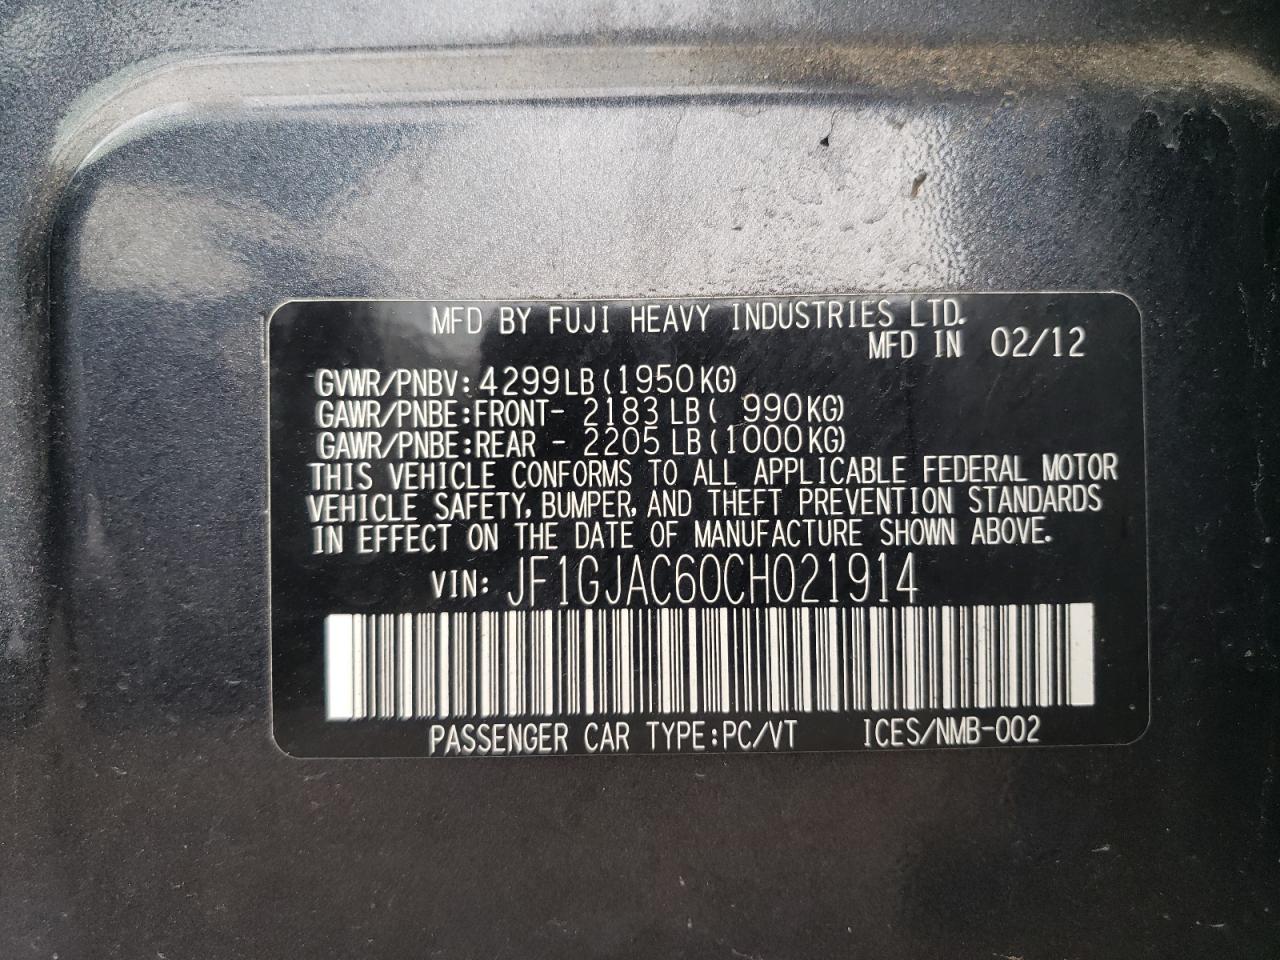 MFD BY FUJI HEAVY INDUSTRIES LTD.
MFD IN 02/12
GVWR/PNBV: 4299LB (1950KG)
GAWR/PNBE:FRONT- 2183 LB ( 990KG)
GAWR/PNBE:REAR - 2205 LB (1000KG)
THIS VEHICLE CONFORMS TO ALL APPLICABLE FEDERAL MOTOR
VEHICLE SAFETY, BUMPER, AND THEFT PREVENTION STANDARDS
IN EFFECT ON THE DATE OF MANUFACTURE SHOWN ABOVE.
VIN: JF1GJAC60CH021914
PASSENGER CAR TYPE:PC/VT ICES/NMB-002